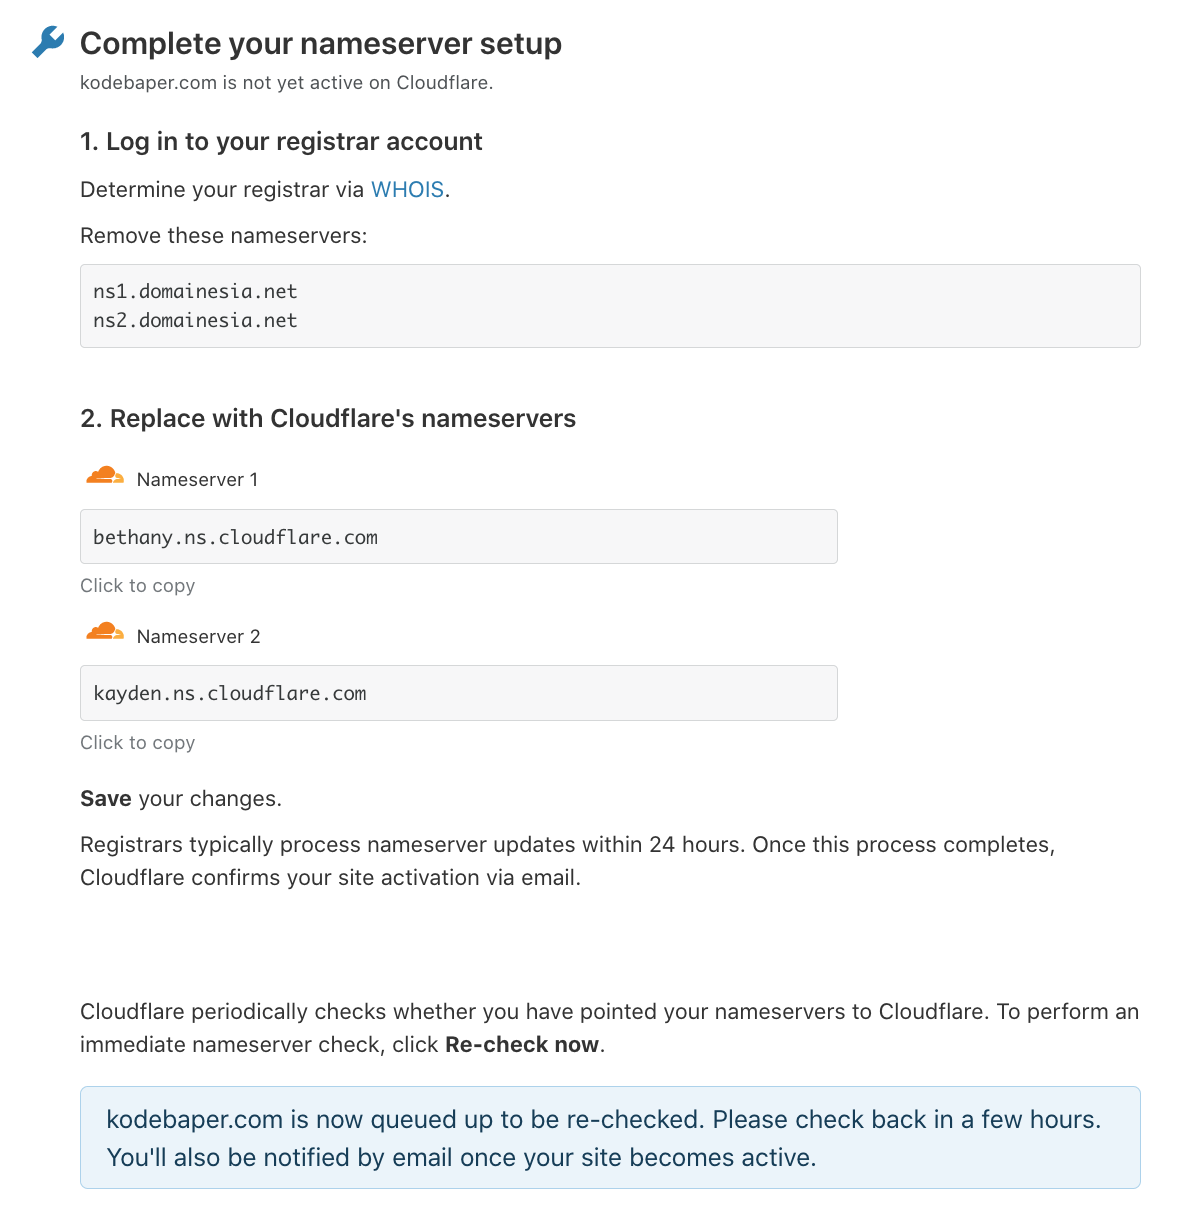 Complete your nameserver setup
kodebaper.com is not yet active on Cloudflare.
1. Log in to your registrar account
Determine your registrar via WHOIS.
Remove these nameservers:
ns1.domainesia.net
ns2.domainesia.net
2. Replace with Cloudflare's nameservers
Nameserver 1
bethany.ns.cloudflare.com
Click to copy
Nameserver 2
kayden.ns.cloudflare.com
Click to copy
Save your changes.
Registrars typically process nameserver updates within 24 hours. Once this process completes,
Cloudflare confirms your site activation via email.
Cloudflare periodically checks whether you have pointed your nameservers to Cloudflare. To perform an
immediate nameserver check, click Re-check now.
kodebaper.com is now queued up to be re-checked. Please check back in a few hours.
You'll also be notified by email once your site becomes active.